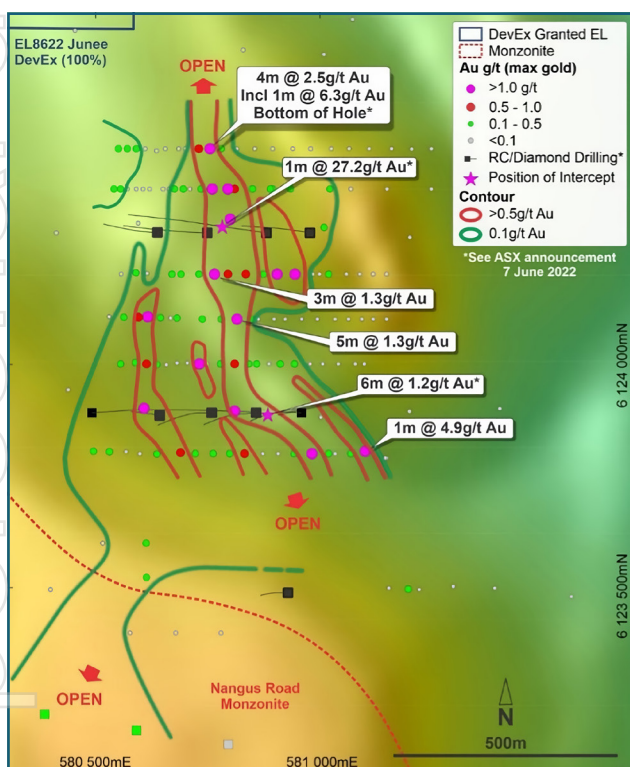 EL8622 Junee
DevEx (100%)
OPEN
4m @ 2.5g/t Au
Incl 1m @ 6.3g/t Au
Bottom of Hole*
1m @ 27.2g/t Au*
3m @ 1.3g/t Au
5m @ 1.3g/t Au
6m @ 1.2g/t Au*
1m @ 4.9g/t Au
DevEx Granted EL
Monzonite
Au g/t (max gold)
>1.0 g/t
0.5 - 1.0
0.1 - 0.5
<0.1
RC/Diamond Drilling*
Position of Intercept
Contour
>0.5g/t Au
0.1g/t Au
*See ASX announcement
7 June 2022
6 124 000mN
OPEN
6 123 500mN
OPEN
Nangus Road
Monzonite
N
500m
580 500mE
581 000mE